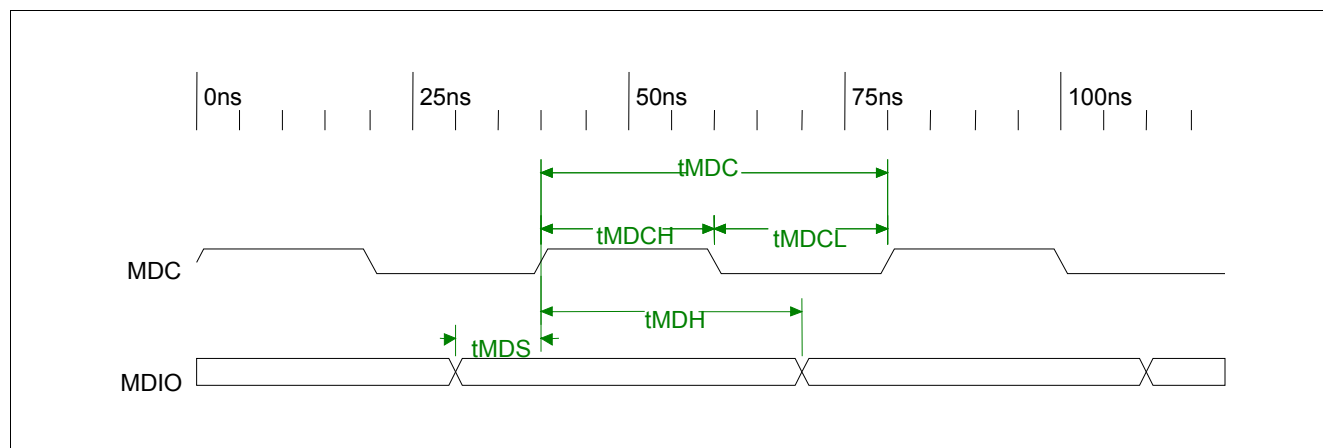 0ns 25ns 50ns 75ns 100ns
tMDC
tMDCH tMDCL
MDC
tMDH
tMDS
MDIO